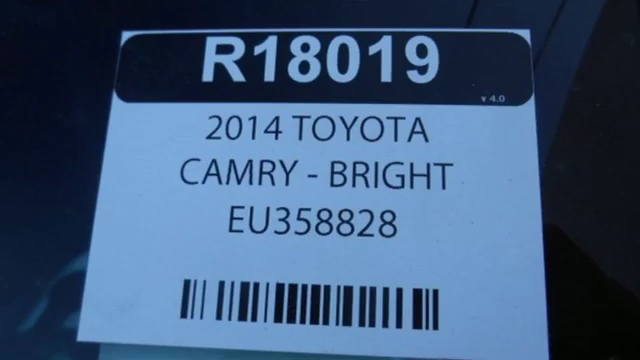 R18019
v 4.0
2014 TOYOTA
CAMRY - BRIGHT
EU358828